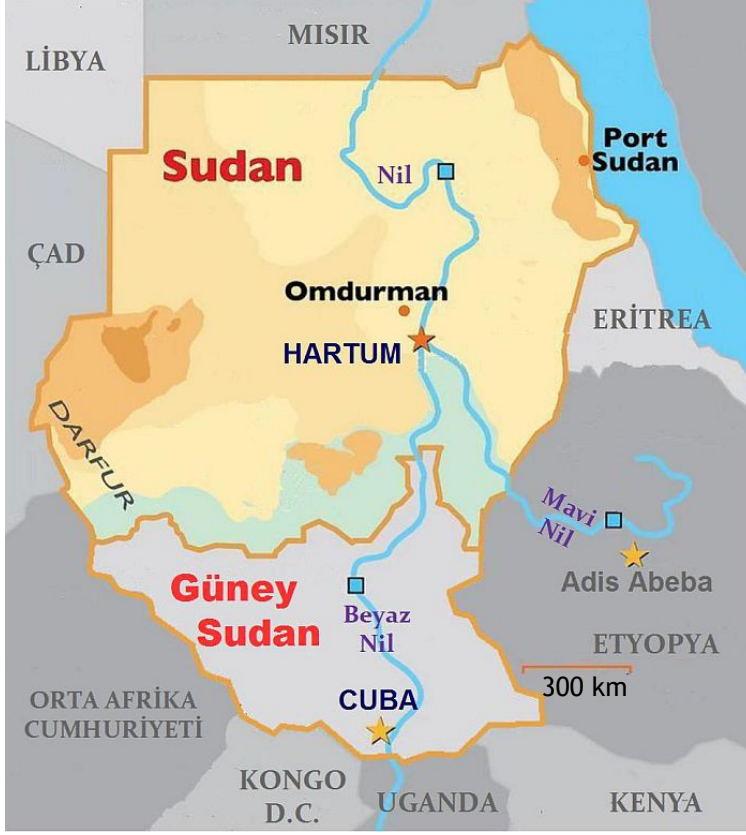 MISIR
LİBYA
Port
Sudan
Sudan
Nil
ÇAD
Omdurman
ERİTREA
HARTUM
DARFUR
Mavi
Nil
Adis Abeba
Güney
Sudan
Beyaz
Nil
ETYOPYA
300 km
ORTA AFRİKA
CUMHURİYETİ
CUBA
KONGO
D.C.
UGANDA
KENYA